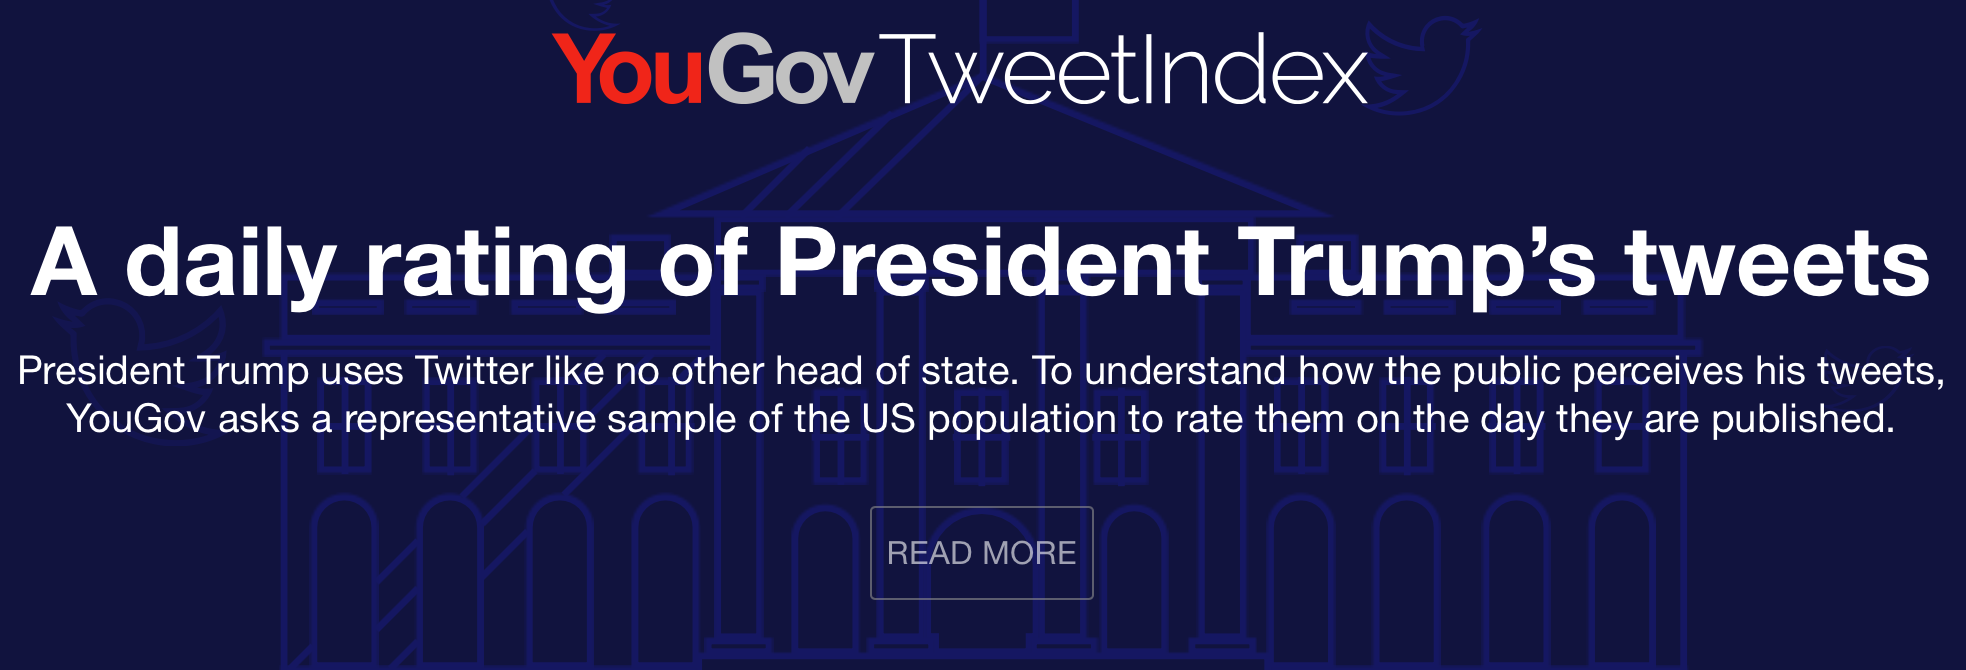 YouGov TweetIndex
A daily rating of President Trump’s tweets
President Trump uses Twitter like no other head of state. To understand how the public perceives his tweets,
YouGov asks a representative sample of the US population to rate them on the day they are published.
READ MORE